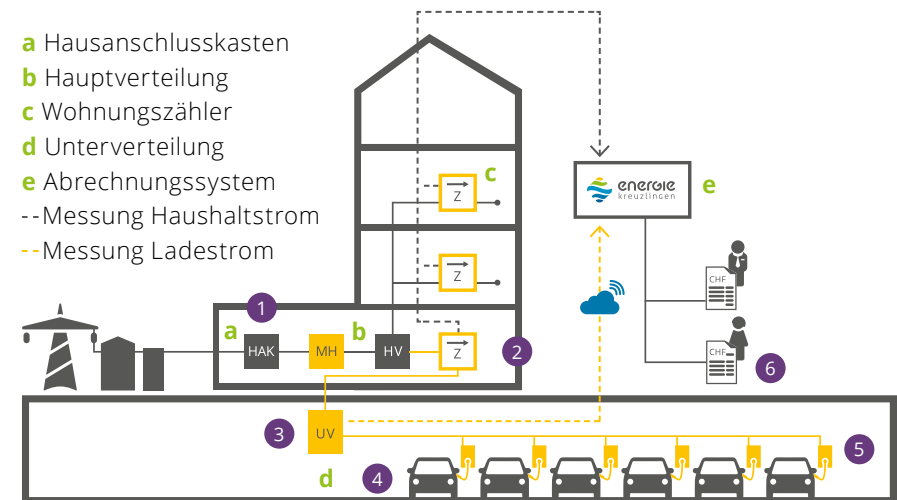 a Hausanschlusskasten
b Hauptverteilung
c Wohnungszähler
d Unterverteilung
e Abrechnungssystem
--Messung Haushaltstrom
--Messung Ladestrom
c
Z
energie
kreuzlingen
e
Z
CHF
1
a
b
HAK
MH
HV
Z
2
CHF
6
3
UV
5
d
4